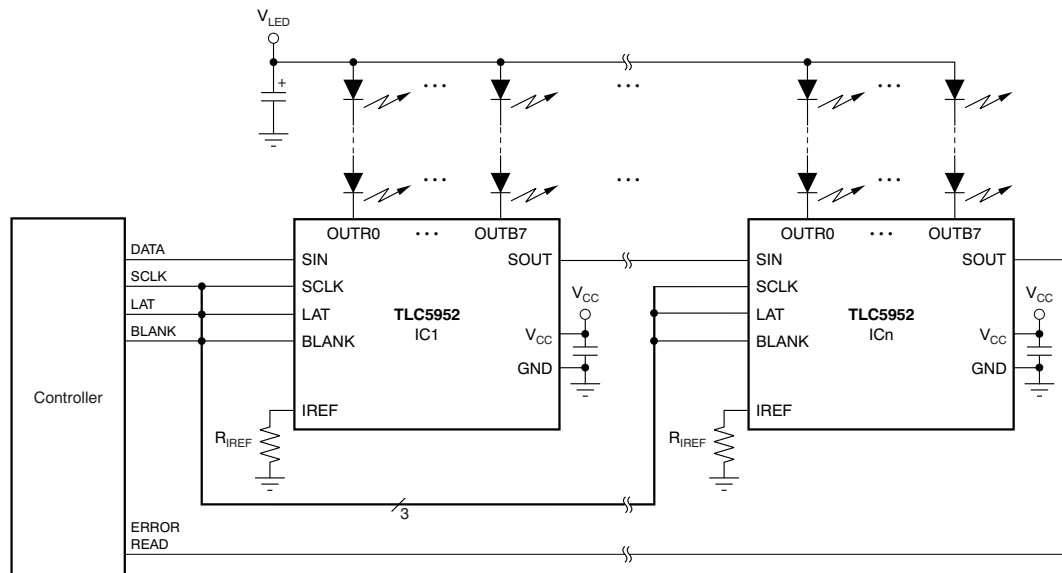 VLED
+
... ... ... ...
... ... ... ...
OUTR0 ... OUTB7
OUTR0 ... OUTB7
DATA
SCLK
LAT
BLANK
SIN
SCLK
LAT
BLANK
IREF
SOUT
TLC5952
IC1
VCC
VCC
GND
SIN
SCLK
LAT
BLANK
IREF
SOUT
TLC5952
ICn
VCC
VCC
GND
Controller
RIREF
RIREF
3
ERROR
READ